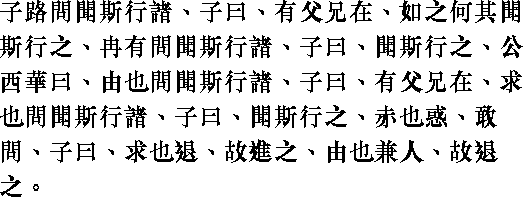 子路問聞斯行諸、子曰、有父兄在、如之何其聞
斯行之、冉有問聞斯行諸、子曰、聞斯行之、公
西華曰、由也問聞斯行諸、子曰、有父兄在、求
也問聞斯行諸、子曰、聞斯行之、赤也惑、敢
問、子曰、求也退、故進之、由也兼人、故退
之。